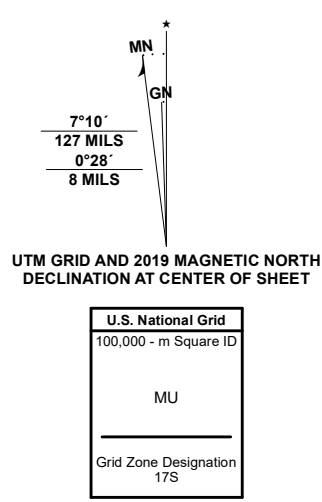 MN
GN
7°10´
127 MILS
0°28´
8 MILS
UTM GRID AND 2019 MAGNETIC NORTH
DECLINATION AT CENTER OF SHEET
U.S. National Grid
100,000 - m Square ID
MU
Grid Zone Designation
17S